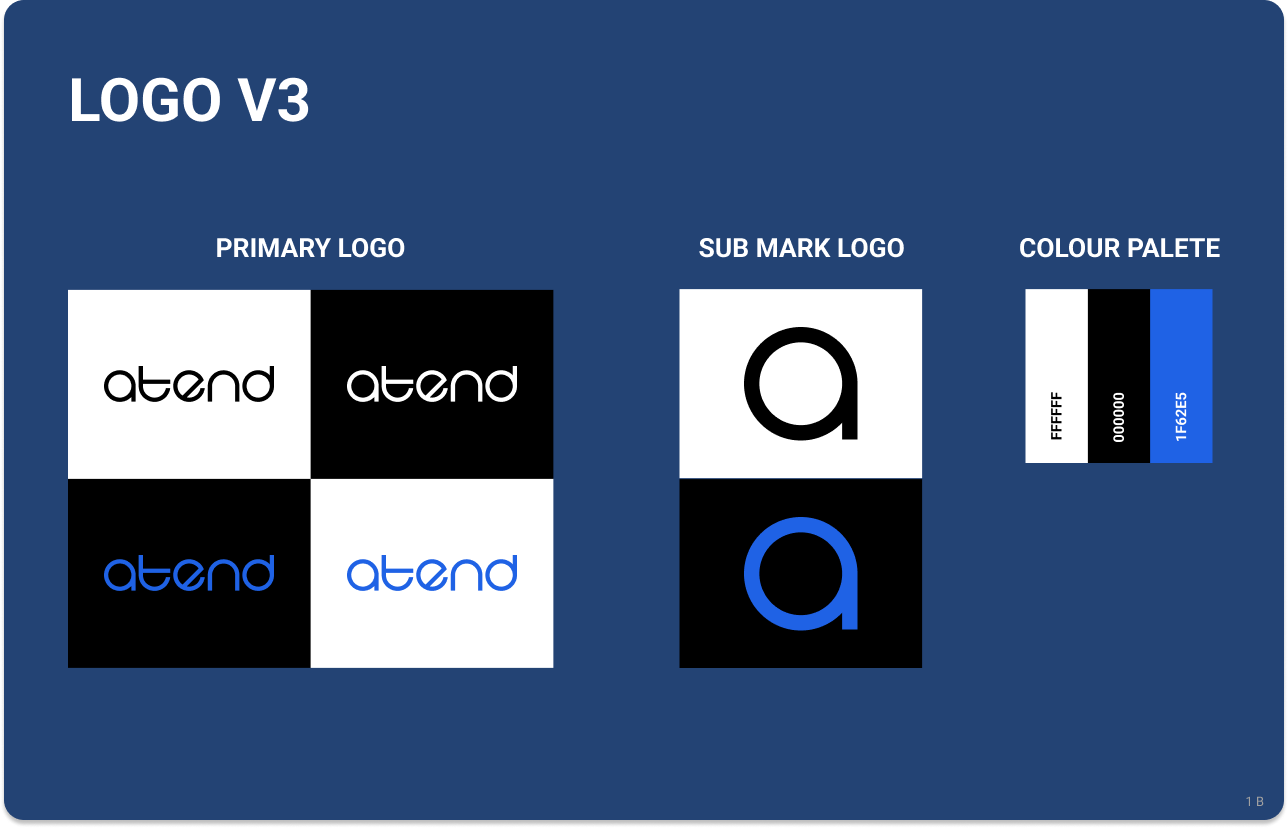 LOGO V3
PRIMARY LOGO
atend
atend
atend
atend
SUB MARK LOGO
a
a
COLOUR PALETE
FFFFFF
000000
1F62E5
1 B